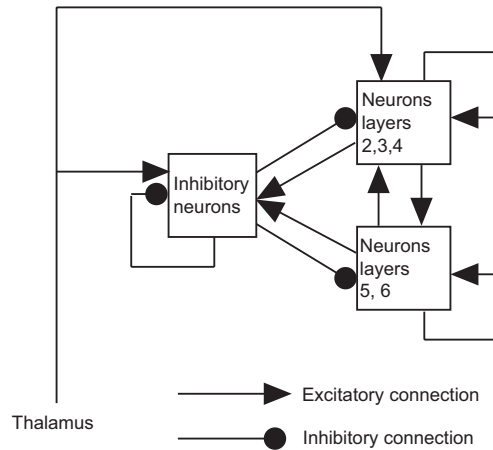 Neurons
layers
2,3,4
Inhibitory
neurons
Neurons
layers
5, 6
Excitatory connection
Thalamus
Inhibitory connection